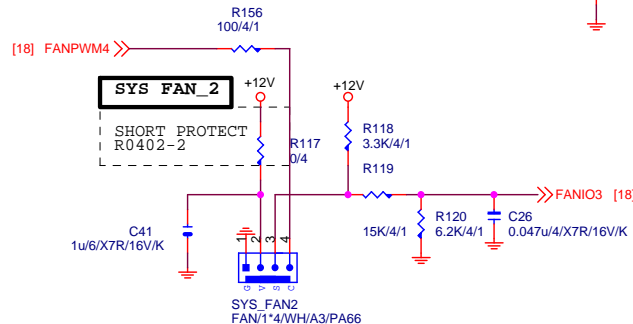 R156
100/4/1
[18] FANPWM4
SYS FAN_2
+12V
+12V
SHORT PROTECT
R0402-2
R117
0/4
R118
3.3K/4/1
R119
FANIO3 [18]
C41
1u/6/X7R/16V/K
15K/4/1
R120
6.2K/4/1
C26
0.047u/4/X7R/16V/K
1
2
3
4
G
V
S
C
SYS_FAN2
FAN/1*4/WH/A3/PA66